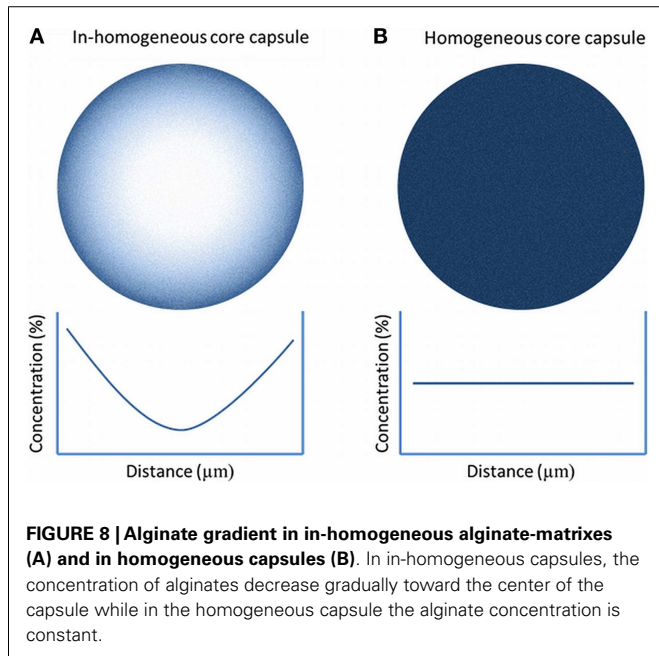 A In-homogeneous core capsule
B Homogeneous core capsule
Concentration (%)
Distance (µm)
Concentration (%)
Distance (µm)
FIGURE 8 | Alginate gradient in in-homogeneous alginate-matrixes
(A) and in homogeneous capsules (B). In in-homogeneous capsules, the
concentration of alginates decrease gradually toward the center of the
capsule while in the homogeneous capsule the alginate concentration is
constant.